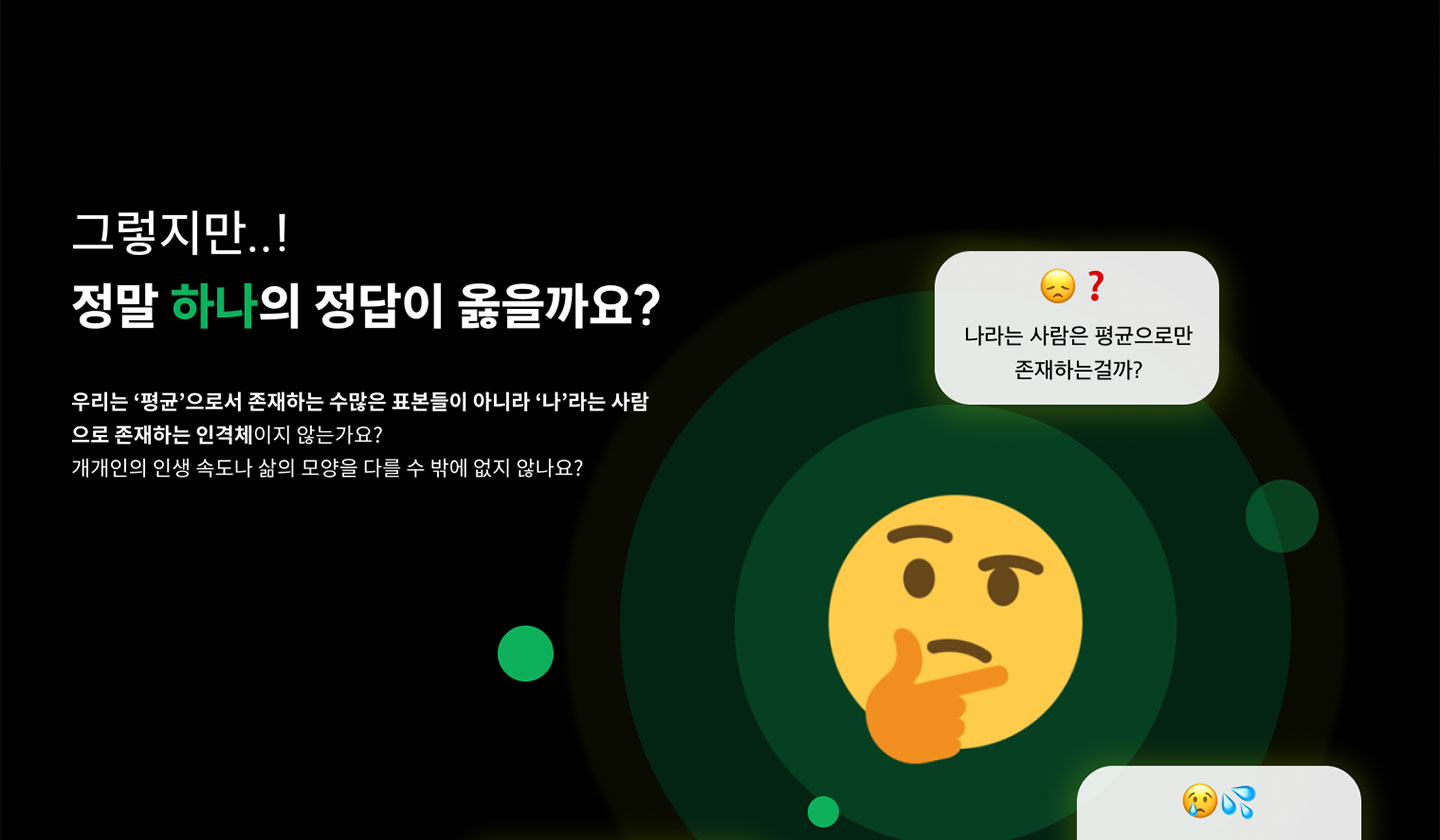 그렇지만..!
정말 하나의 정답이 옳을까요?
우리는 ‘평균’으로서 존재하는 수많은 표본들이 아니라 ‘나’라는 사람
으로 존재하는 인격체이지 않는가요?
개개인의 인생 속도나 삶의 모양을 다를 수 밖에 없지 않나요?
😞❓
나라는 사람은 평균으로만
존재하는걸까?
😢💦